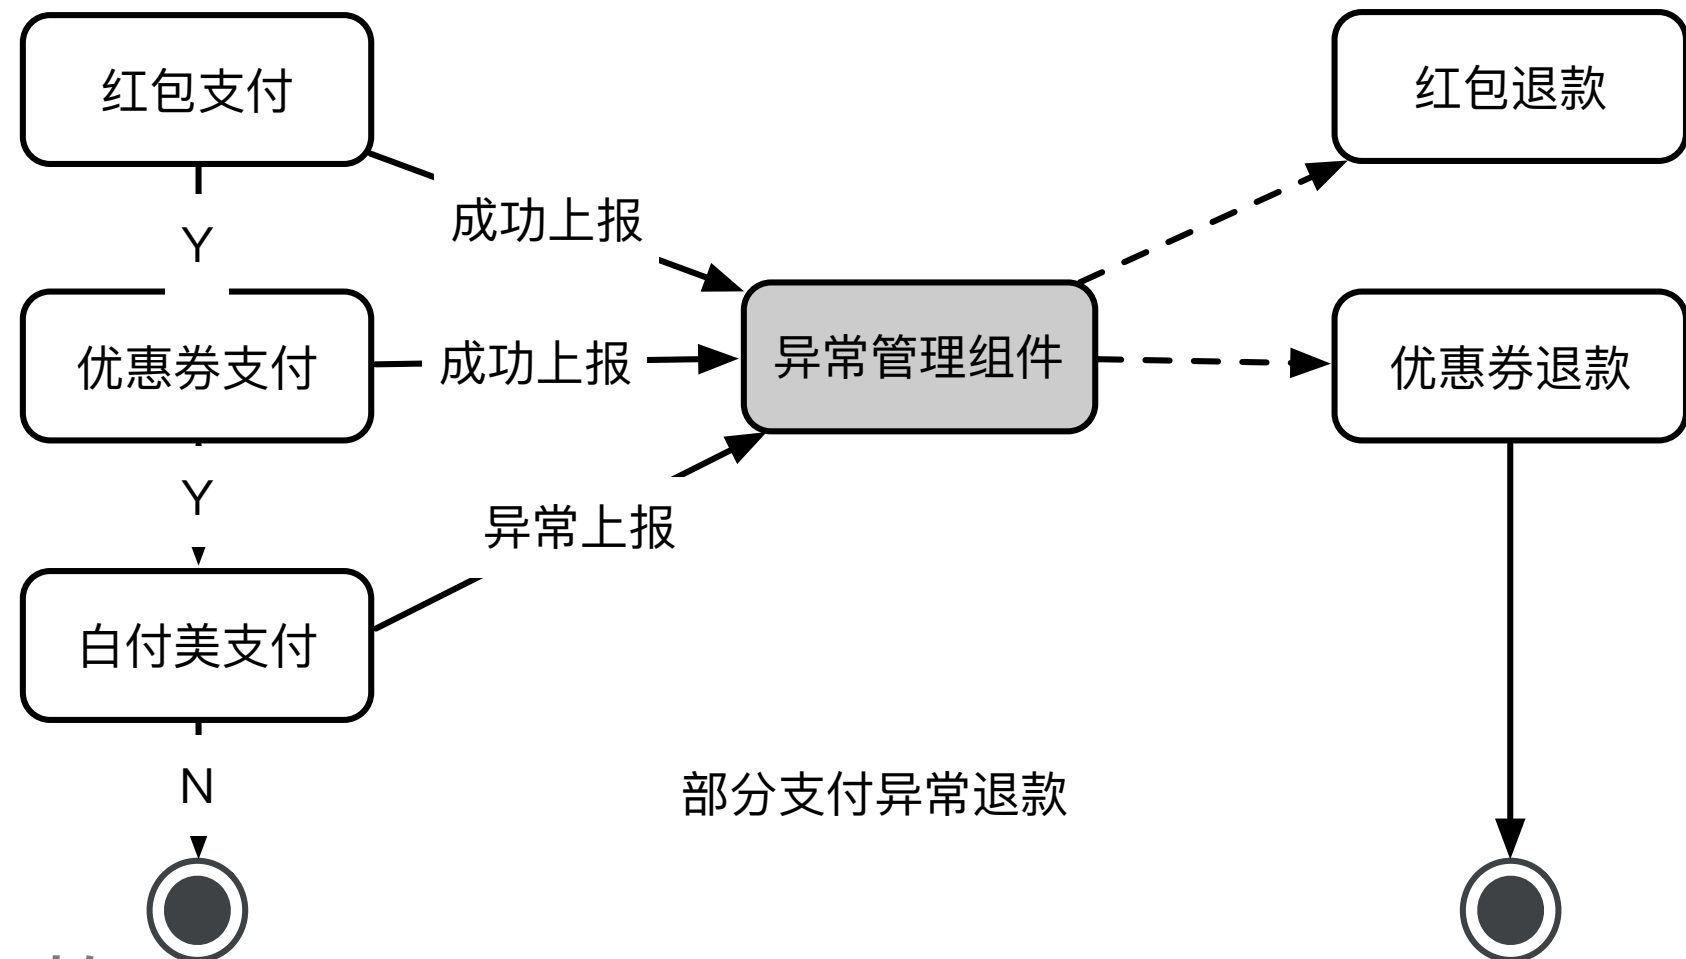 红包支付
红包退款
成功上报
Y
优惠券支付
成功上报
异常管理组件
优惠券退款
Y
异常上报
白付美支付
N
部分支付异常退款